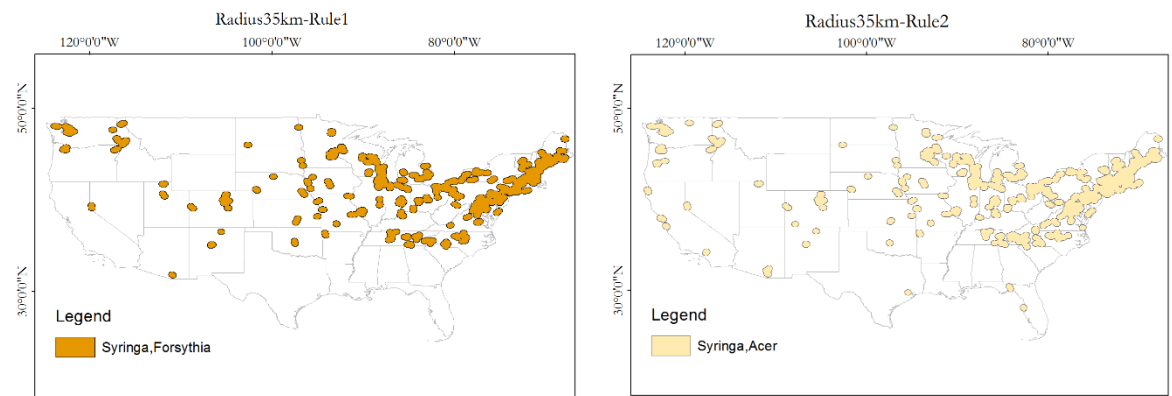 Radius35km-Rule1
120°0'0"W 100°0'0"W 80°0'0"W
50°0'0"N
30°0'0"N
Legend
Syringa,Forsythia
Radius35km-Rule2
120°0'0"W 100°0'0"W 80°0'0"W
50°0'0"N
30°0'0"N
Legend
Syringa,Acer